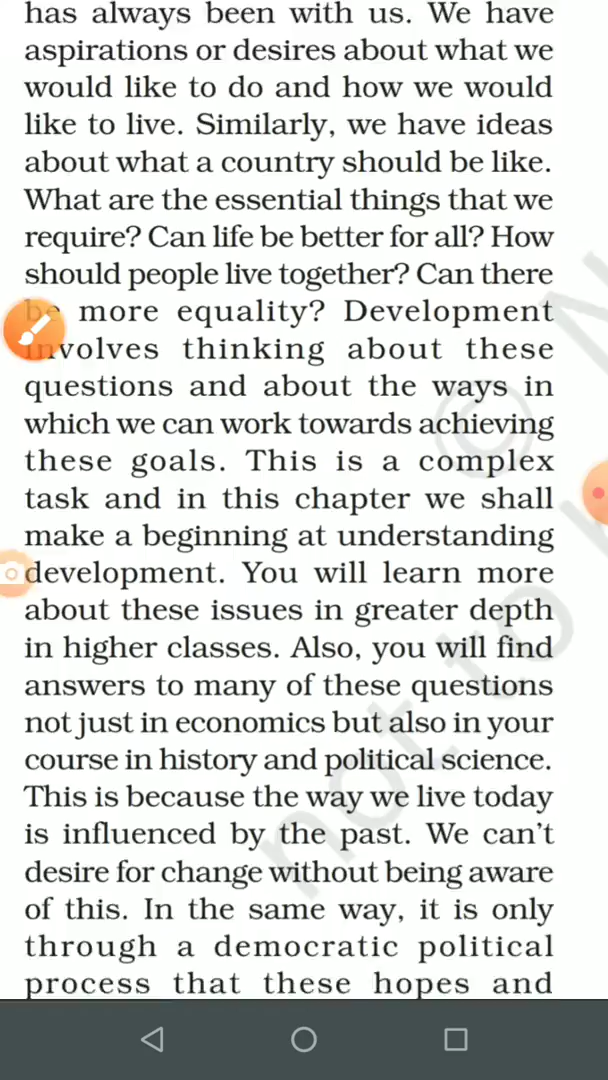 has always been with us. We have
aspirations or desires about what we
would like to do and how we would
like to live. Similarly, we have ideas
about what a country should be like.
What are the essential things that we
require? Can life be better for all? How
should people live together? Can there
be more equality? Development
involves thinking about these
questions and about the ways in
which we can work towards achieving
these goals. This is a complex
task and in this chapter we shall
make a beginning at understanding
development. You will learn more
about these issues in greater depth
in higher classes. Also, you will find
answers to many of these questions
not just in economics but also in your
course in history and political science.
This is because the way we live today
is influenced by the past. We can't
desire for change without being aware
of this. In the same way, it is only
through a democratic political
process that these hopes and
© N
not to